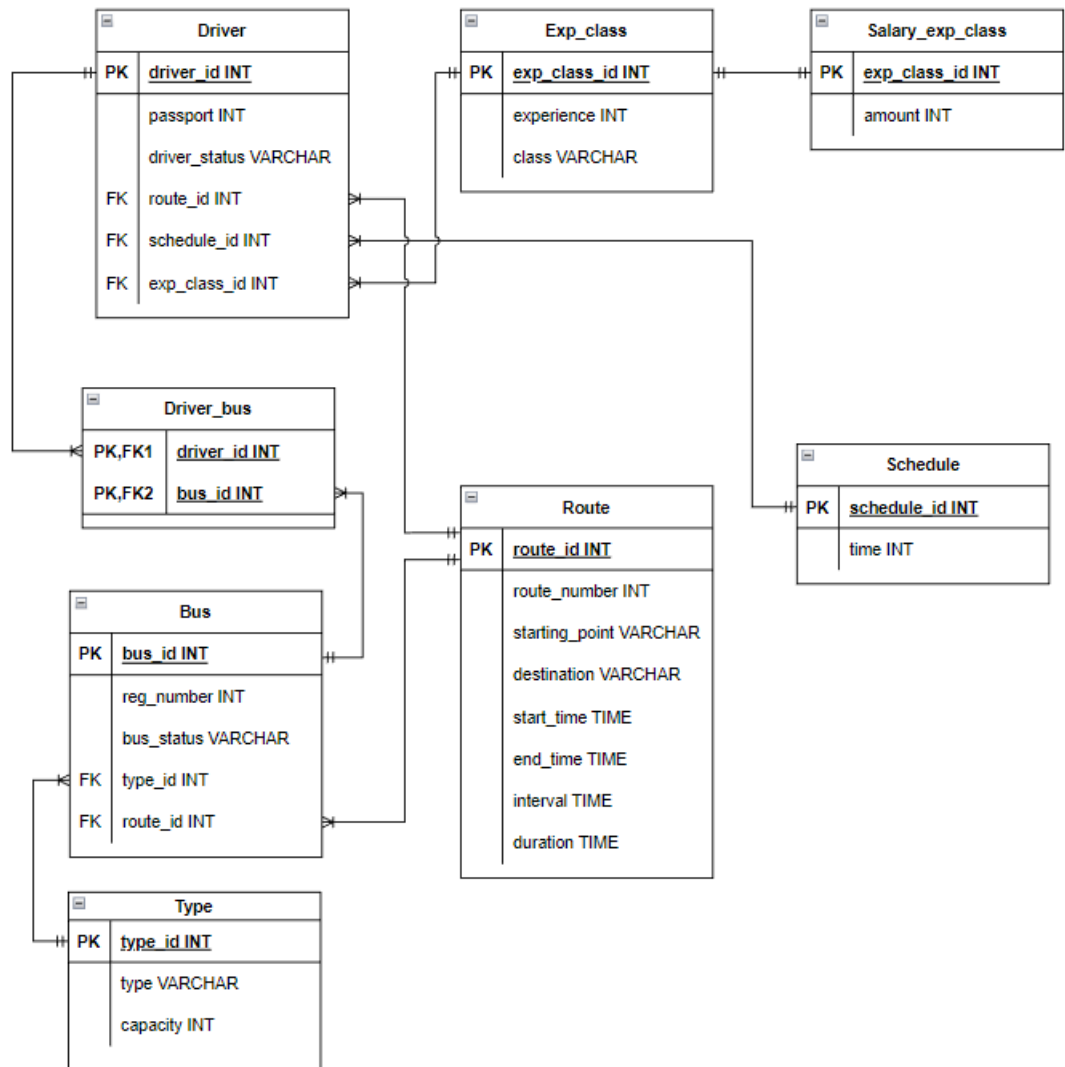 Driver
PK driver_id INT
passport INT
driver_status VARCHAR
FK route_id INT
FK schedule_id INT
FK exp_class_id INT
Exp_class
PK exp_class_id INT
experience INT
class VARCHAR
Salary_exp_class
PK exp_class_id INT
amount INT
Driver_bus
PK,FK1 driver_id INT
PK,FK2 bus_id INT
Schedule
PK schedule_id INT
time INT
Route
PK route_id INT
route_number INT
starting_point VARCHAR
destination VARCHAR
start_time TIME
end_time TIME
interval TIME
duration TIME
Bus
PK bus_id INT
reg_number INT
bus_status VARCHAR
FK type_id INT
FK route_id INT
Type
PK type_id INT
type VARCHAR
capacity INT